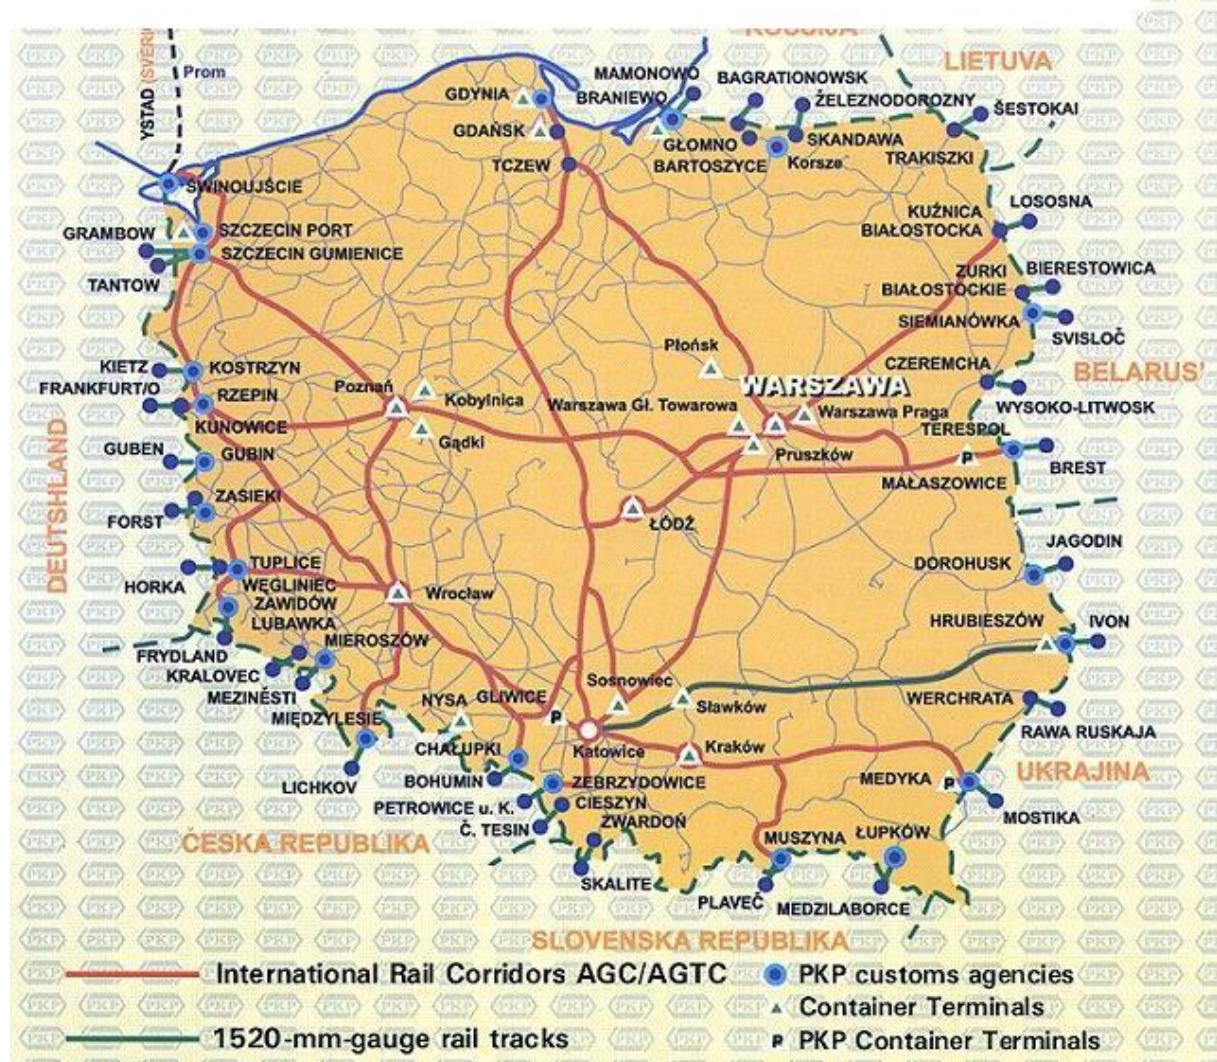 ROSSIJA
LIETUVA
YSTAD (SVERI
Prom
MAMONOWO
BAGRATIONOWSK
GDYNIA
BRANIEWO
ŽELEZNODOROZNY
ŠESTOKAI
GDAŃSK
GŁOMNO
SKANDAWA
TCZEW
BARTOSZYCE
Korsze
TRAKISZKI
ŚWINOUJŚCIE
LOSOSNA
KUŹNICA
BIAŁOSTOCKA
GRAMBOW
SZCZECIN PORT
SZCZECIN GUMIENICE
TANTOW
ZURKI
BIAŁOSTOCKIE
BIERESTOWICA
SIEMIANÓWKA
SVISLOČ
KIETZ
KOSTRZYN
Płońsk
CZEREMCHA
BELARUS'
FRANKFURT/O
RZEPIN
Poznań
Kobylnica
WARSZAWA
WYSOKO-LITWOSK
KUNOWICE
Warszawa Gł. Towarowa
Warszawa Praga
TERESPOL
Gądki
Pruszków
GUBEN
GUBIN
BREST
MAŁASZOWICE
P
DEUTSHLAND
ZASIEKI
FORST
ŁÓDŹ
JAGODIN
DOROHUSK
HORKA
TUPLICE
WĘGLINIEC
ZAWIDÓW
LUBAWKA
Wrocław
HRUBIESZÓW
IVON
MIEROSZÓW
FRYDLAND
KRALOVEC
MEZINĚSTI
MIĘDZYLESIE
NYSA
GLIWICE
Sosnowiec
Sławków
WERCHRATA
RAWA RUSKAJA
P
Katowice
Kraków
CHAŁUPKI
LICHKOV
BOHUMIN
ZEBRZYDOWICE
MEDYKA
P
UKRAJINA
MOSTIKA
PETROWICE u. K.
CIESZYN
Č. TESIN
ZWARDOŃ
ČESKA REPUBLIKA
MUSZYNA
ŁUPKÓW
SKALITE
PLAVEČ
MEDZILABORCE
SLOVENSKA REPUBLIKA
International Rail Corridors AGC/AGTC
PKP customs agencies
Container Terminals
1520-mm-gauge rail tracks
P PKP Container Terminals